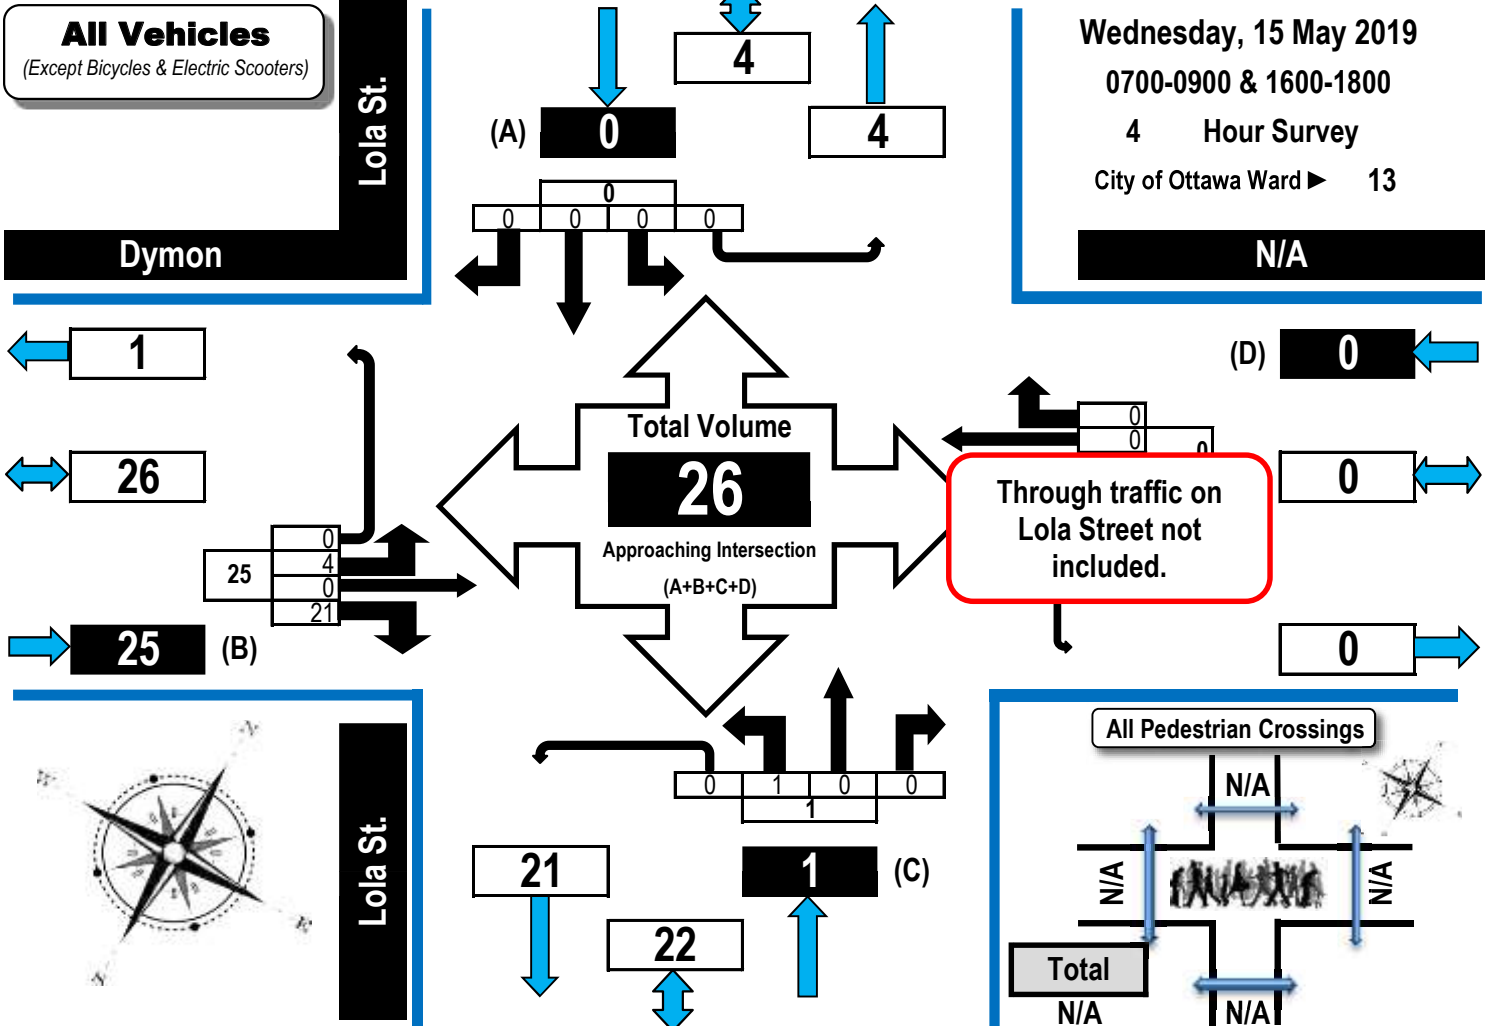 All Vehicles
(Except Bicycles & Electric Scooters)
Lola St.
Dymon
4
(A)
0
4
0
0
0
0
0
Wednesday, 15 May 2019
0700-0900 & 1600-1800
4 Hour Survey
City of Ottawa Ward ► 13
N/A
1
26
0
4
0
21
25
25
(B)
Total Volume
26
Approaching Intersection
(A+B+C+D)
(D)
0
0
0
0
0
Through traffic on
Lola Street not
included.
0
Lola St.
N
W
E
S
0
1
0
0
1
21
1
(C)
22
All Pedestrian Crossings
N/A
N/A
N/A
Total
N/A
N/A